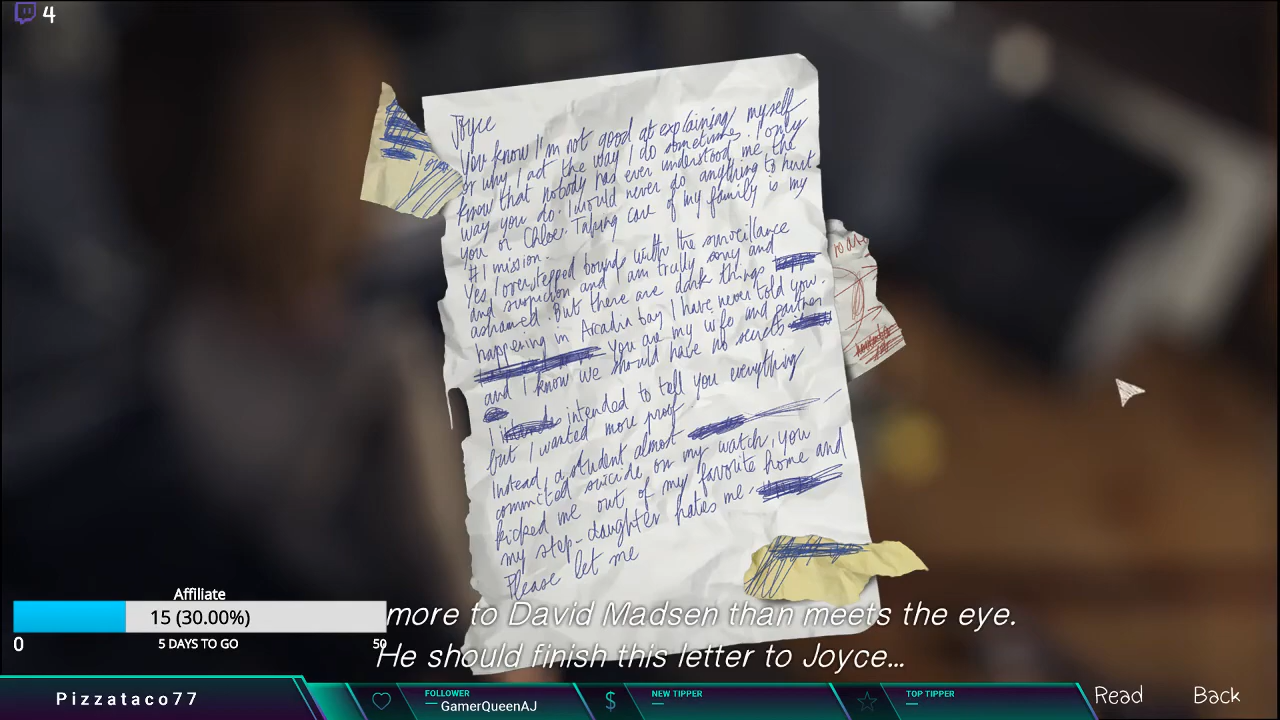 4
Joyce
You know I'm not good at explaining myself
or why I act the way I do sometimes. I only
know that nobody has ever understood me the
way you do. I would never do anything to hurt
you or Chloe. Taking care of my family is my
#1 mission.
Yes I overstepped bounds with the surveillance
and suspicion and I am trully sorry and
ashamed. But there are dark things
happening in Arcadia bay I have never told you.
You are my wife and partner
and I know we should have no secrets
I intended to tell you everything
but I wanted more proof
Instead, a student almost
committed suicide on my watch, you
kicked me out of my favorite home and
my step-daughter hates me.
Please let me
more to David Madsen than meets the eye.
He should finish this letter to Joyce...
Affiliate
15 (30.00%)
0 5 DAYS TO GO 50
Pizzataco77
FOLLOWER
GamerQueenAJ
NEW TIPPER
—
TOP TIPPER
—
Read Back